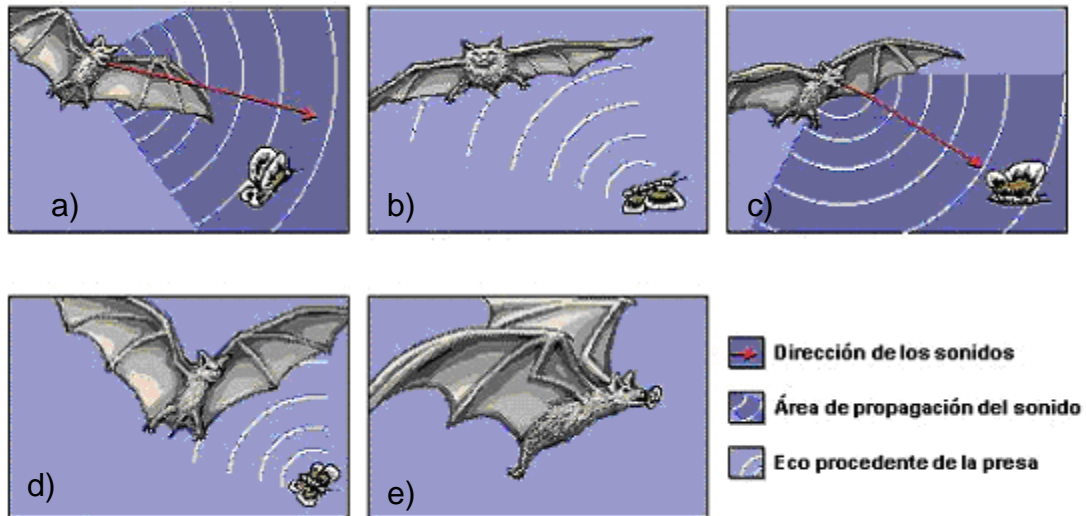 a)
b)
c)
d)
e)
Dirección de los sonidos
Área de propagación del sonido
Eco procedente de la presa